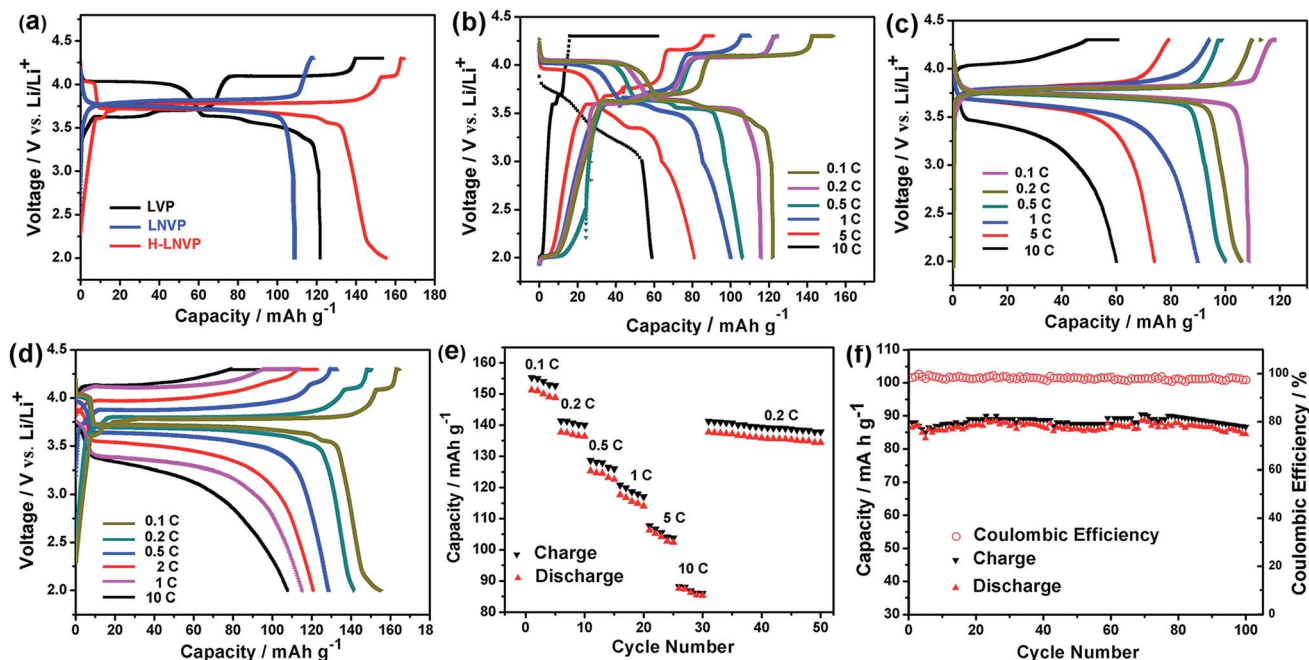 (a)
4.5
4.0
3.5
3.0
2.5
2.0
Voltage / V vs. Li/Li+
LVP
LNVP
H-LNVP
0 20 40 60 80 100 120 140 160 180
Capacity / mAh g-1
(b)
4.5
4.0
3.5
3.0
2.5
2.0
Voltage / V vs. Li/Li+
0.1 C
0.2 C
0.5 C
1 C
5 C
10 C
0 30 60 90 120 150
Capacity / mAh g-1
(c)
4.5
4.0
3.5
3.0
2.5
2.0
Voltage / V vs. Li/Li+
0.1 C
0.2 C
0.5 C
1 C
5 C
10 C
0 20 40 60 80 100 120
Capacity / mAh g-1
(d)
4.5
4.0
3.5
3.0
2.5
2.0
Voltage / V vs. Li/Li+
0.1 C
0.2 C
0.5 C
2 C
1 C
10 C
0 20 40 60 80 100 120 140 160 18
Capacity / mAh g-1
(e)
160
150
140
130
120
110
100
90
80
Capacity / mAh g-1
0.1 C
0.2 C
0.5 C
1 C
5 C
10 C
0.2 C
Charge
Discharge
0 10 20 30 40 50
Cycle Number
(f)
110
100
90
80
70
60
50
40
30
Capacity / mA h g-1
Coulombic Efficiency
Charge
Discharge
100
80
60
40
20
0
Coulombic Efficiency / %
0 20 40 60 80 100
Cycle Number